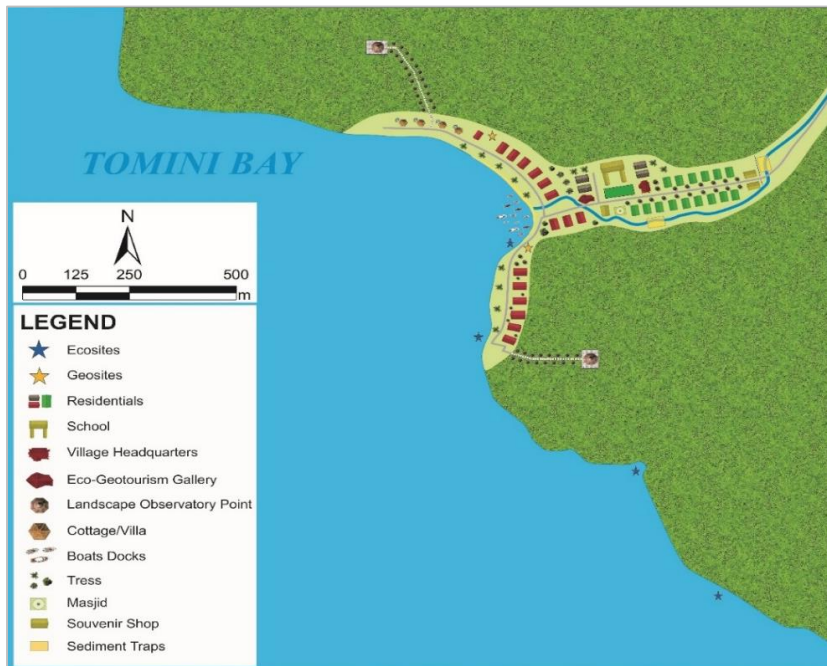 TOMINI BAY
N
0 125 250 500
m
LEGEND
Ecosites
Geosites
Residentials
School
Village Headquarters
Eco-Geotourism Gallery
Landscape Observatory Point
Cottage/Villa
Boats Docks
Tress
Masjid
Souvenir Shop
Sediment Traps